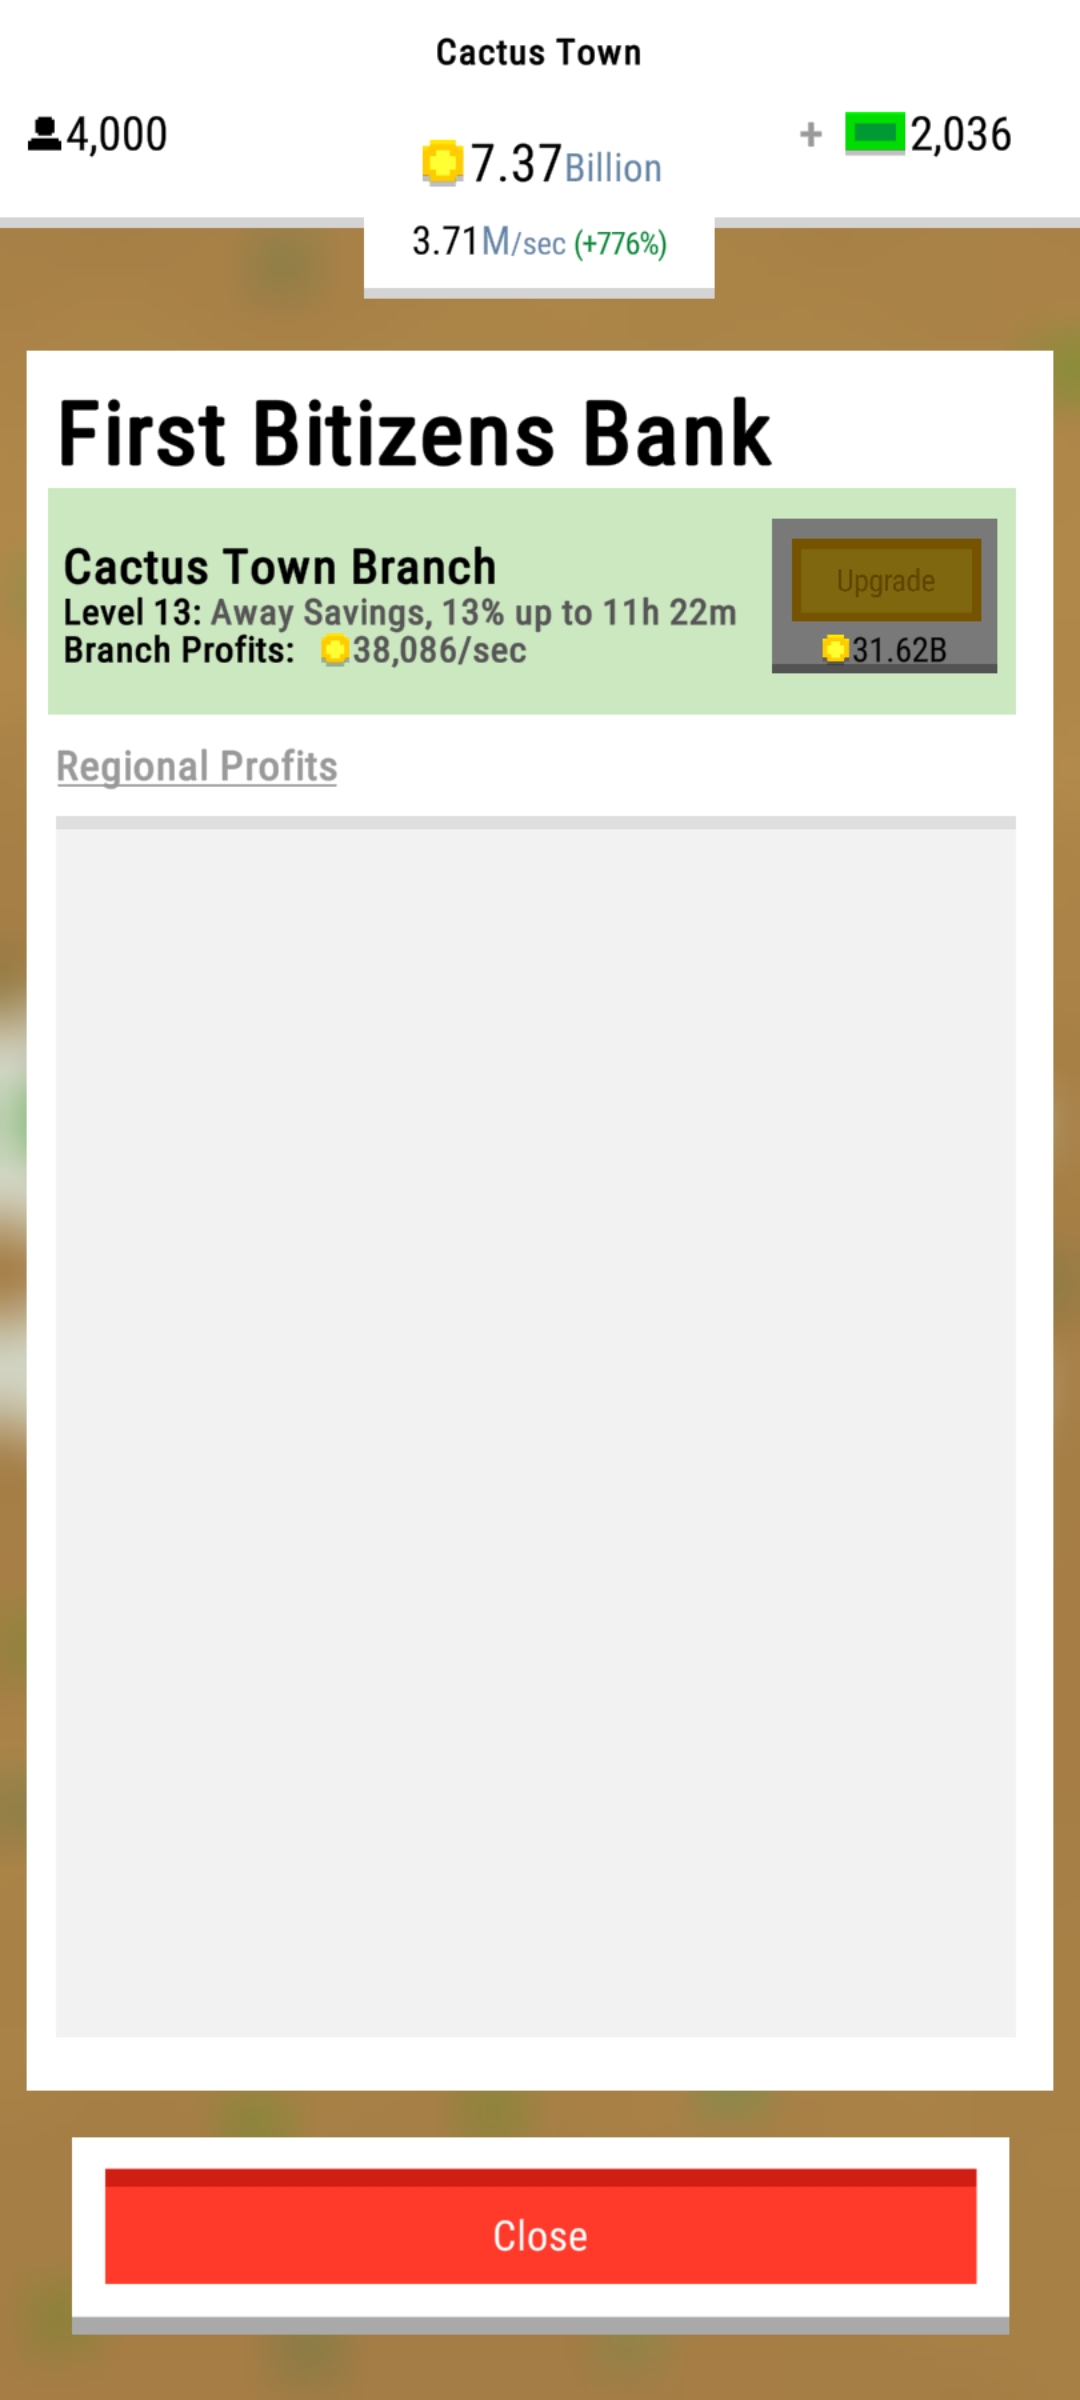 Cactus Town
4,000
+ 2,036
7.37Billion
3.71M/sec (+776%)
First Bitizens Bank
Cactus Town Branch
Level 13: Away Savings, 13% up to 11h 22m
Branch Profits: 38,086/sec
Upgrade
31.62B
Regional Profits
Close